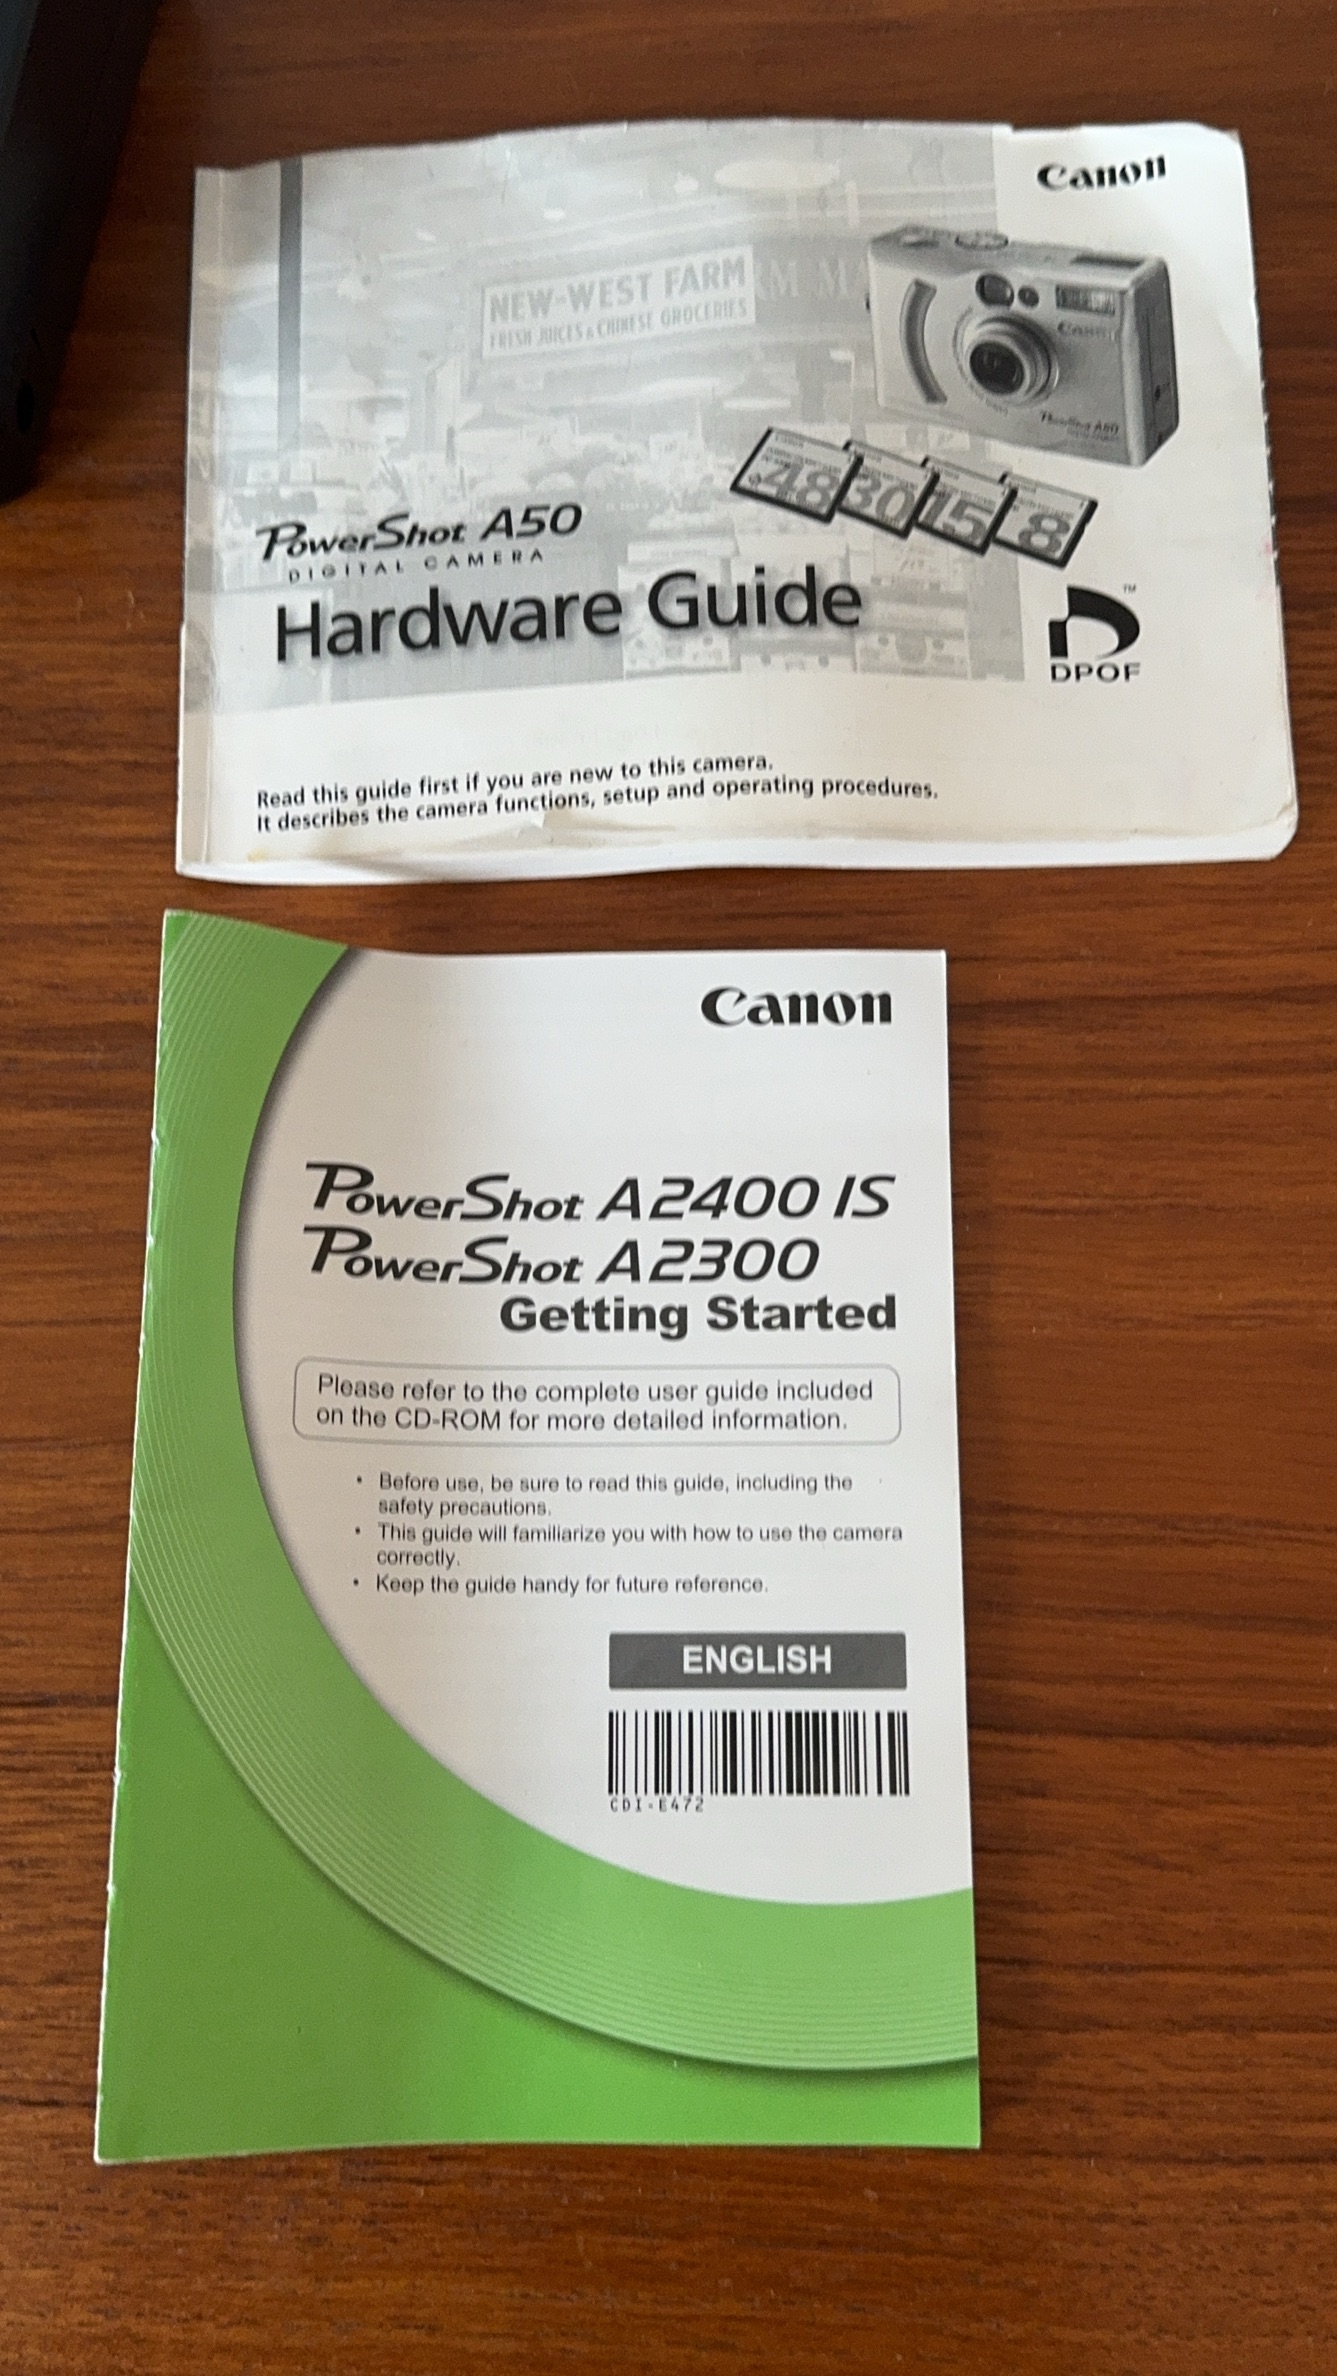 Canon
NEW-WEST FARM
FRESH JUICES & CHINESE GROCERIES
Canon
PowerShot A50
48 30 15 8
PowerShot A50
DIGITAL CAMERA
Hardware Guide
™
DPOF
Read this guide first if you are new to this camera.
It describes the camera functions, setup and operating procedures.
Canon
PowerShot A2400 IS
PowerShot A2300
Getting Started
Please refer to the complete user guide included
on the CD-ROM for more detailed information.
• Before use, be sure to read this guide, including the
safety precautions.
• This guide will familiarize you with how to use the camera
correctly.
• Keep the guide handy for future reference.
ENGLISH
CDI-E472